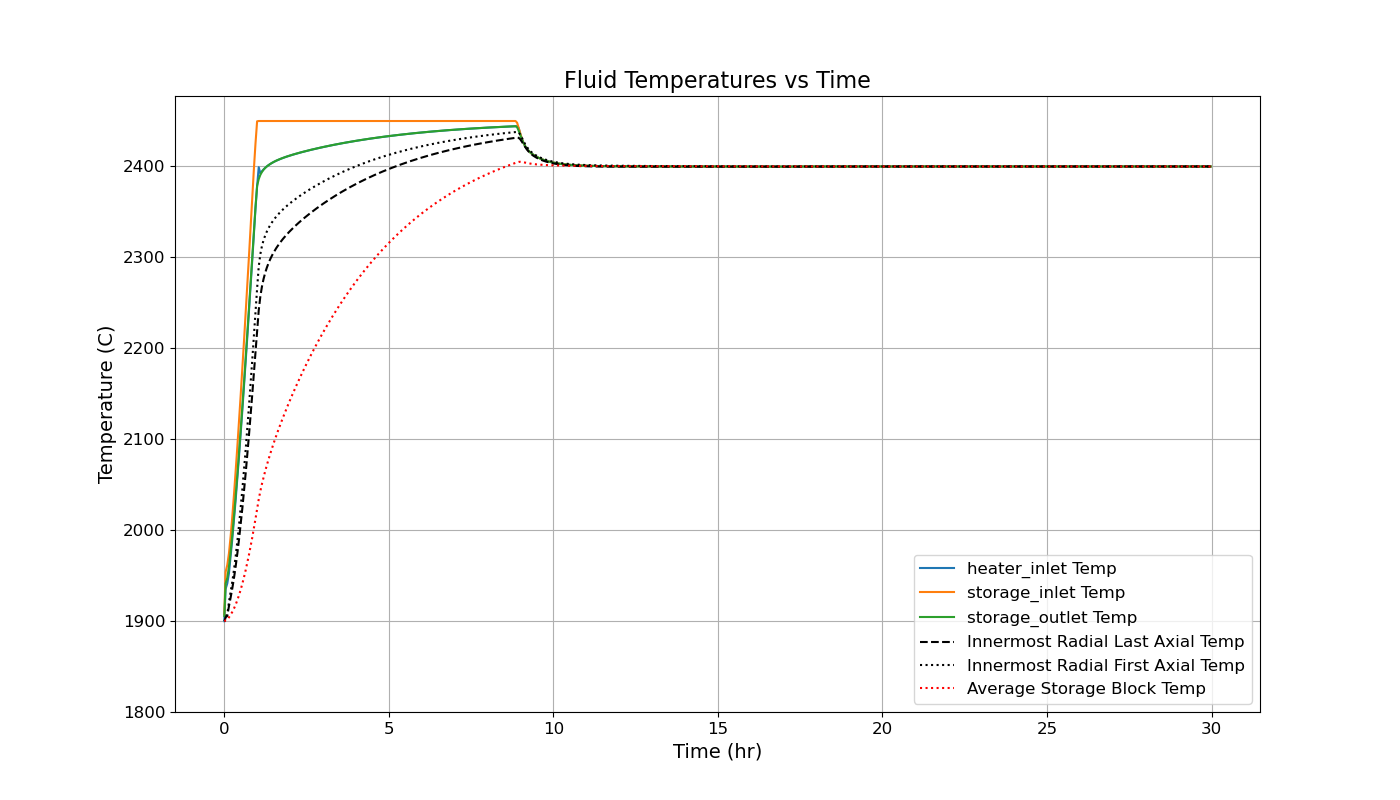 Fluid Temperatures vs Time
Temperature (C)
2400
2300
2200
2100
2000
1900
1800
0 5 10 15 20 25 30
Time (hr)
heater_inlet Temp
storage_inlet Temp
storage_outlet Temp
Innermost Radial Last Axial Temp
Innermost Radial First Axial Temp
Average Storage Block Temp